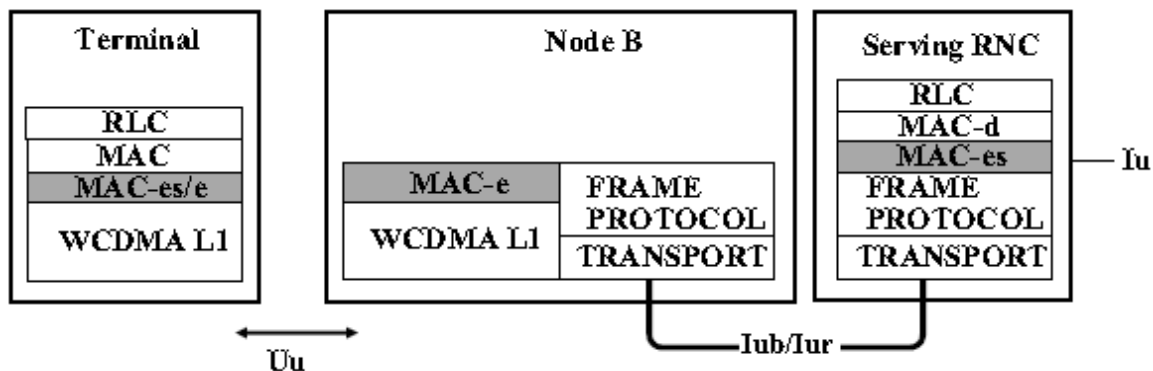 Terminal
RLC
MAC
MAC-es/e
WCDMA L1
Node B
MAC-e
WCDMA L1
FRAME
PROTOCOL
TRANSPORT
Serving RNC
RLC
MAC-d
MAC-es
FRAME
PROTOCOL
TRANSPORT
Iu
Uu
Iub/Iur